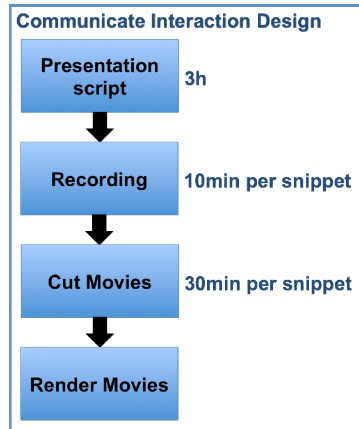 Communicate Interaction Design
Presentation
script
3h
Recording
10min per snippet
Cut Movies
30min per snippet
Render Movies